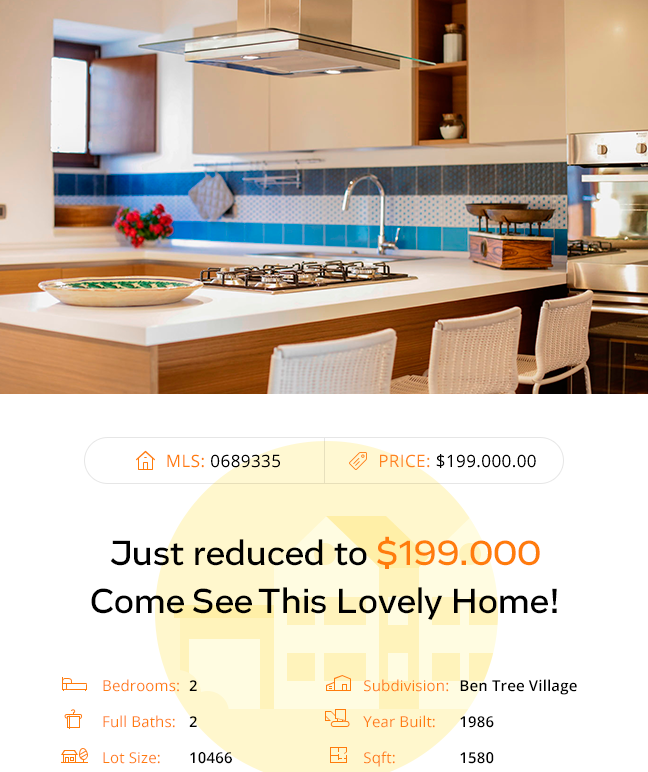 MLS: 0689335 PRICE: $199.000.00
Just reduced to $199.000
Come See This Lovely Home!
Bedrooms: 2 Subdivision: Ben Tree Village
Full Baths: 2 Year Built: 1986
Lot Size: 10466 Sqft: 1580